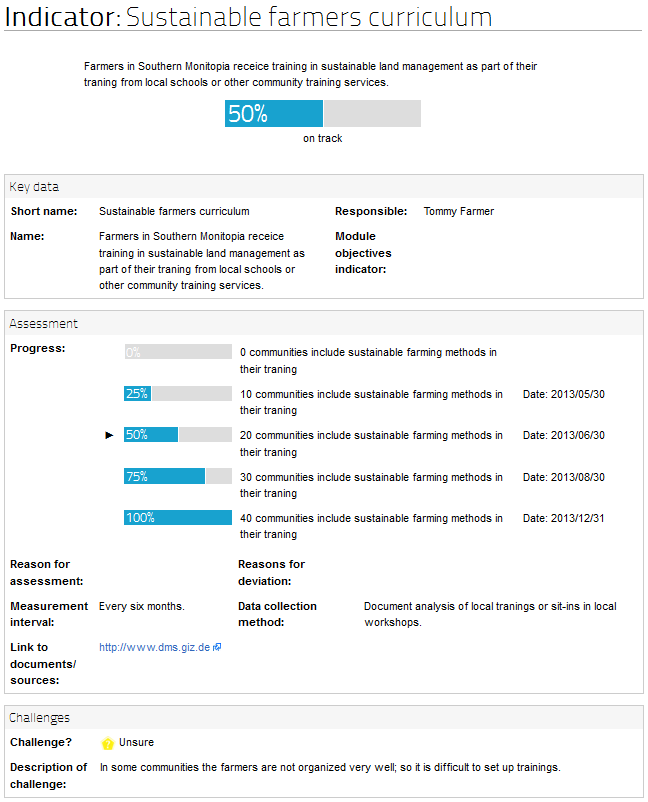 Indicator: Sustainable farmers curriculum
Farmers in Southern Monitopia receice training in sustainable land management as part of their
traning from local schools or other community training services.
50%
on track
Key data
Short name: Sustainable farmers curriculum Responsible: Tommy Farmer
Name: Farmers in Southern Monitopia receice Module
training in sustainable land management as objectives
part of their traning from local schools or indicator:
other community training services.
Assessment
Progress: 0% 0 communities include sustainable farming methods in
their traning
25% 10 communities include sustainable farming methods in Date: 2013/05/30
their traning
50% 20 communities include sustainable farming methods in Date: 2013/06/30
their traning
75% 30 communities include sustainable farming methods in Date: 2013/08/30
their traning
100% 40 communities include sustainable farming methods in Date: 2013/12/31
their traning
Reason for Reasons for
assessment: deviation:
Measurement Every six months. Data collection Document analysis of local tranings or sit-ins in local
interval: method: workshops.
Link to http://www.dms.giz.de
documents/
sources:
Challenges
Challenge? ? Unsure
Description of In some communities the farmers are not organized very well; so it is difficult to set up trainings.
challenge: